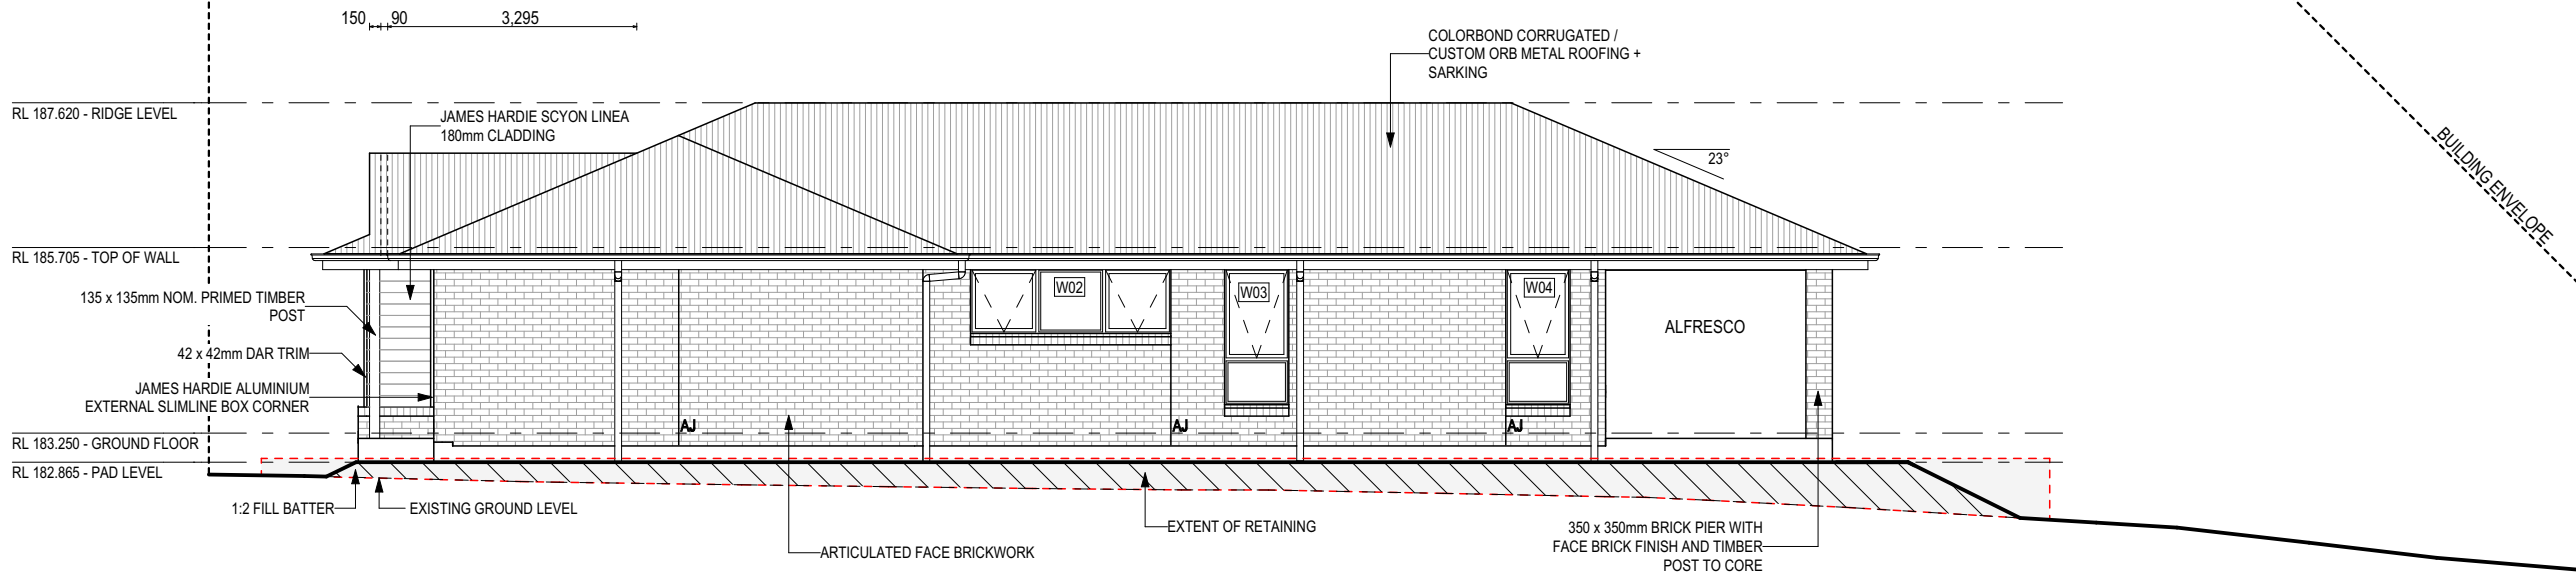 150 90 3,295
COLORBOND CORRUGATED /
CUSTOM ORB METAL ROOFING +
SARKING
RL 187.620 - RIDGE LEVEL
JAMES HARDIE SCYON LINEA
180mm CLADDING
23°
BUILDING ENVELOPE
RL 185.705 - TOP OF WALL
135 x 135mm NOM. PRIMED TIMBER
POST
W02
W03
W04
ALFRESCO
42 x 42mm DAR TRIM
JAMES HARDIE ALUMINIUM
EXTERNAL SLIMLINE BOX CORNER
AJ
AJ
AJ
RL 183.250 - GROUND FLOOR
RL 182.865 - PAD LEVEL
1:2 FILL BATTER
EXISTING GROUND LEVEL
EXTENT OF RETAINING
ARTICULATED FACE BRICKWORK
350 x 350mm BRICK PIER WITH
FACE BRICK FINISH AND TIMBER
POST TO CORE